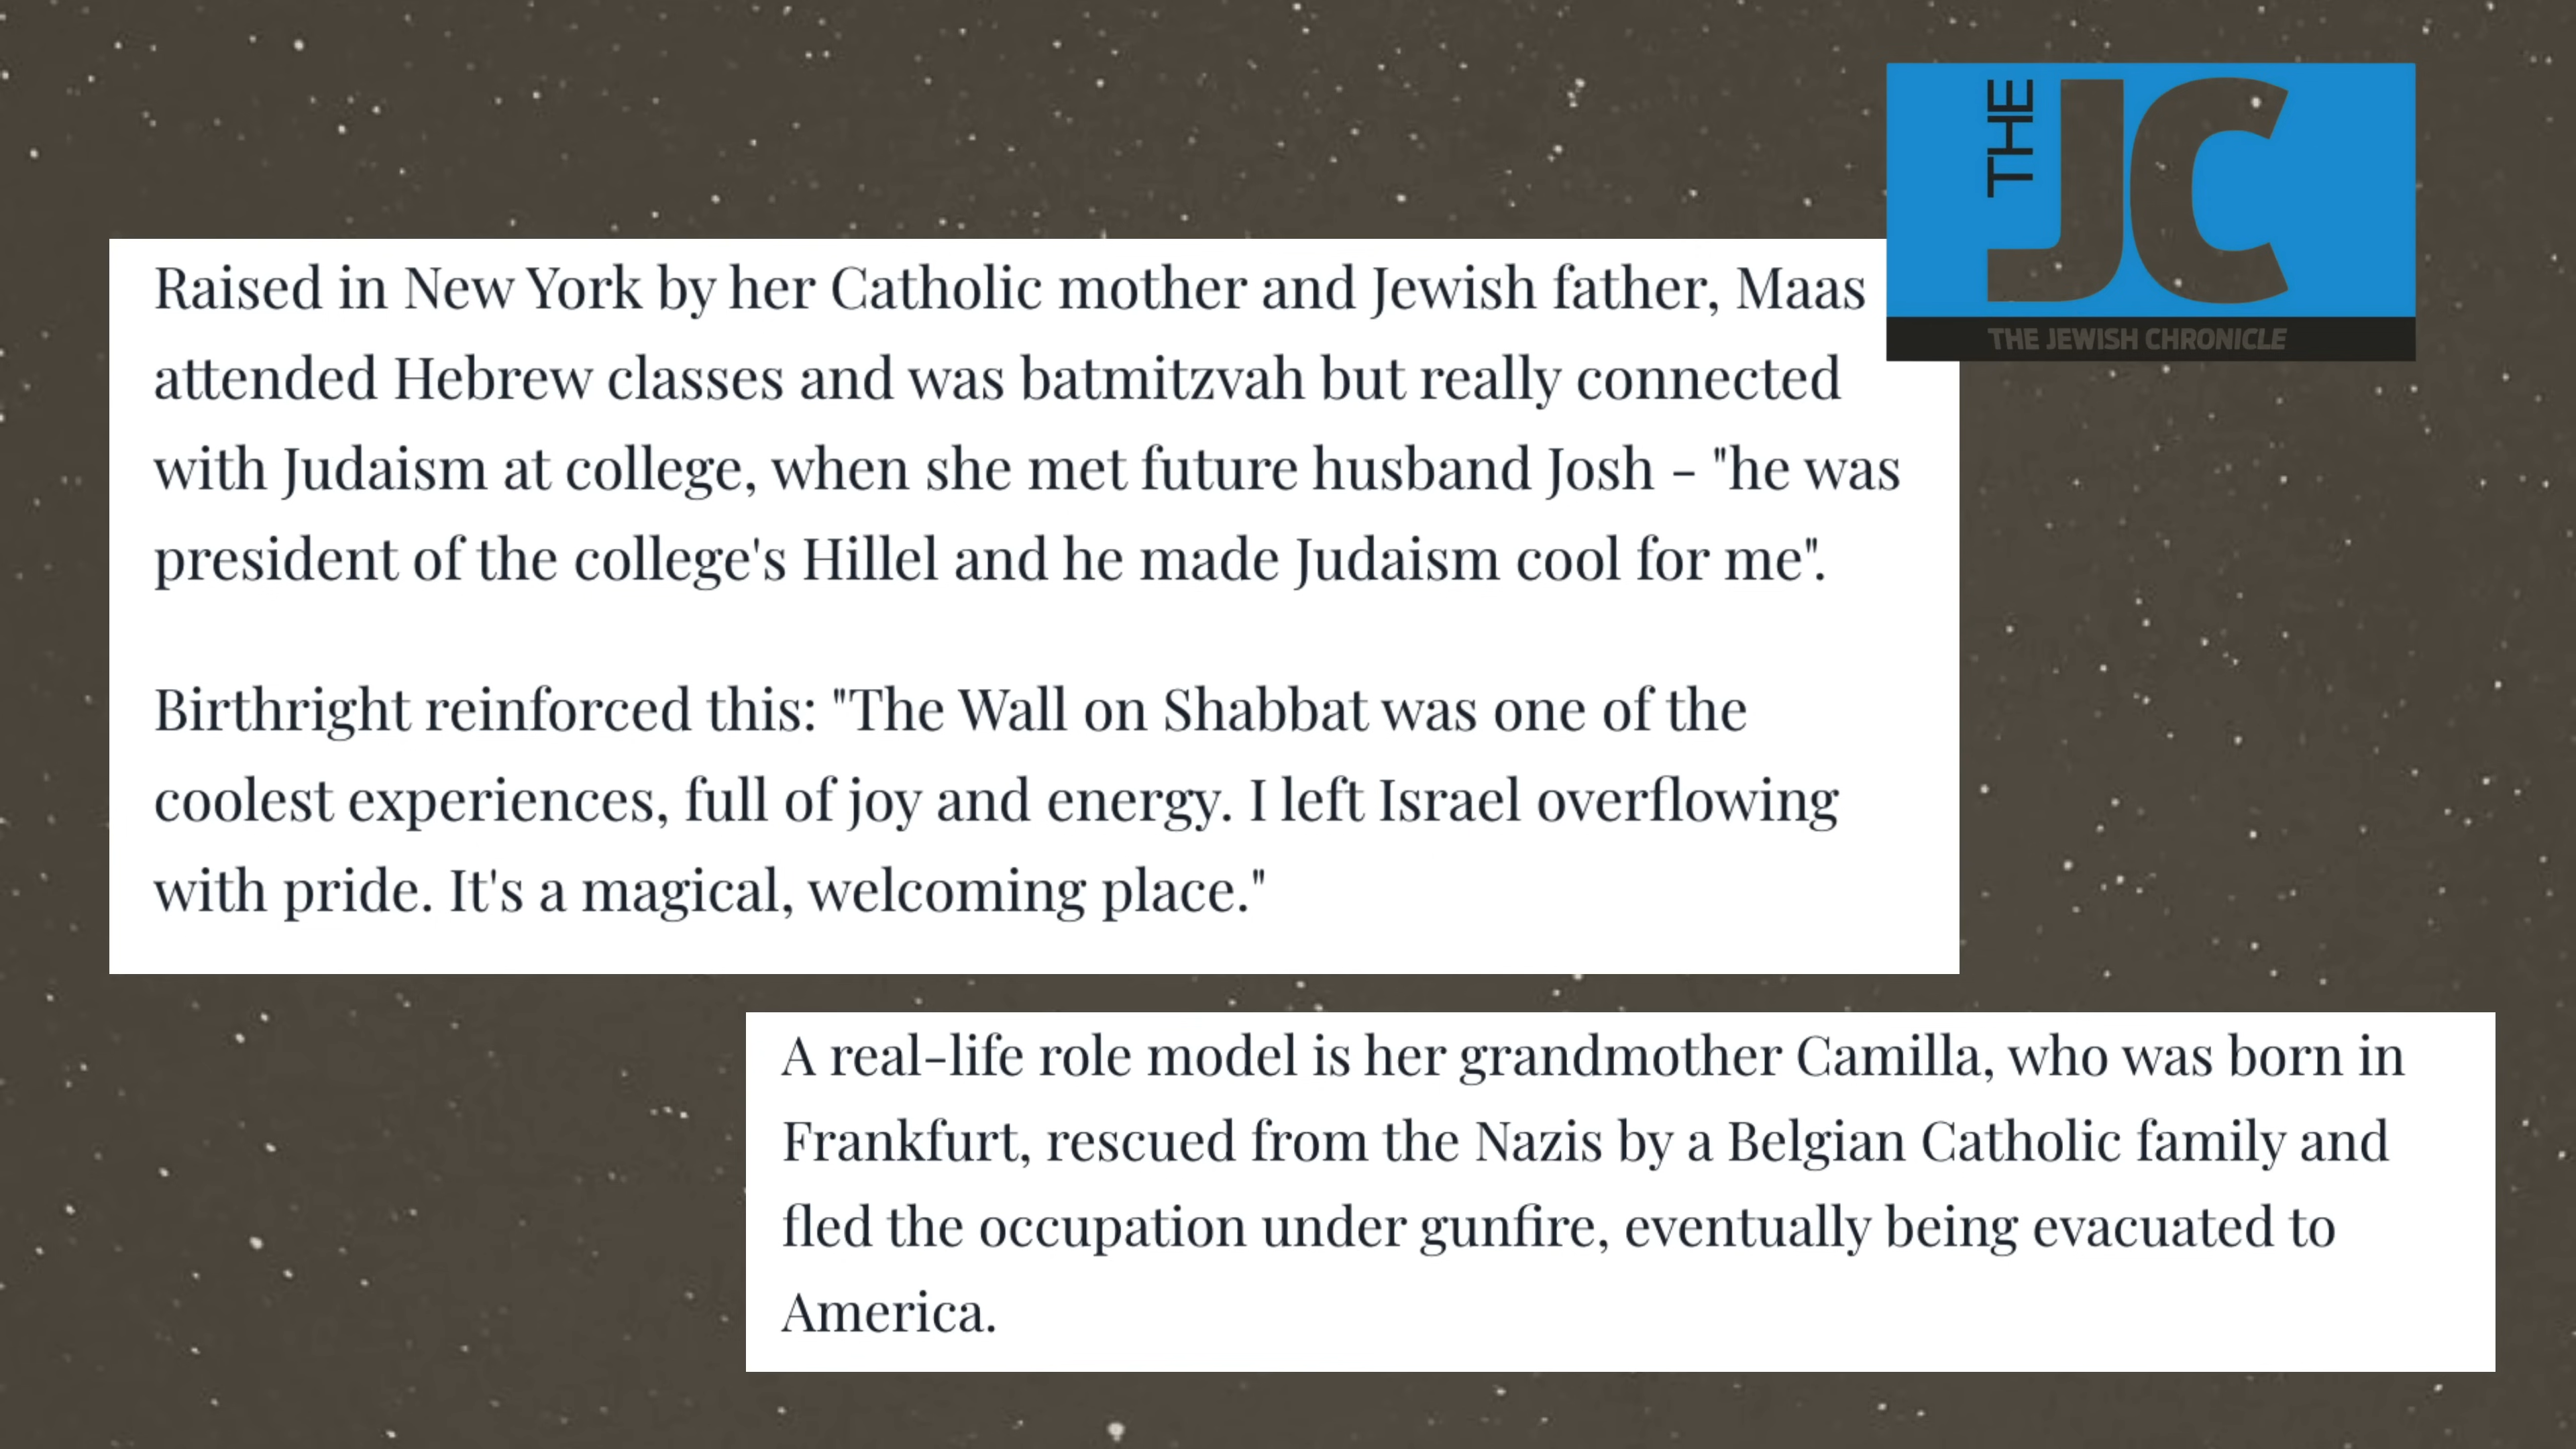 THE JC
THE JEWISH CHRONICLE
Raised in New York by her Catholic mother and Jewish father, Maas
attended Hebrew classes and was batmitzvah but really connected
with Judaism at college, when she met future husband Josh - "he was
president of the college's Hillel and he made Judaism cool for me".
Birthright reinforced this: "The Wall on Shabbat was one of the
coolest experiences, full of joy and energy. I left Israel overflowing
with pride. It's a magical, welcoming place."
A real-life role model is her grandmother Camilla, who was born in
Frankfurt, rescued from the Nazis by a Belgian Catholic family and
fled the occupation under gunfire, eventually being evacuated to
America.